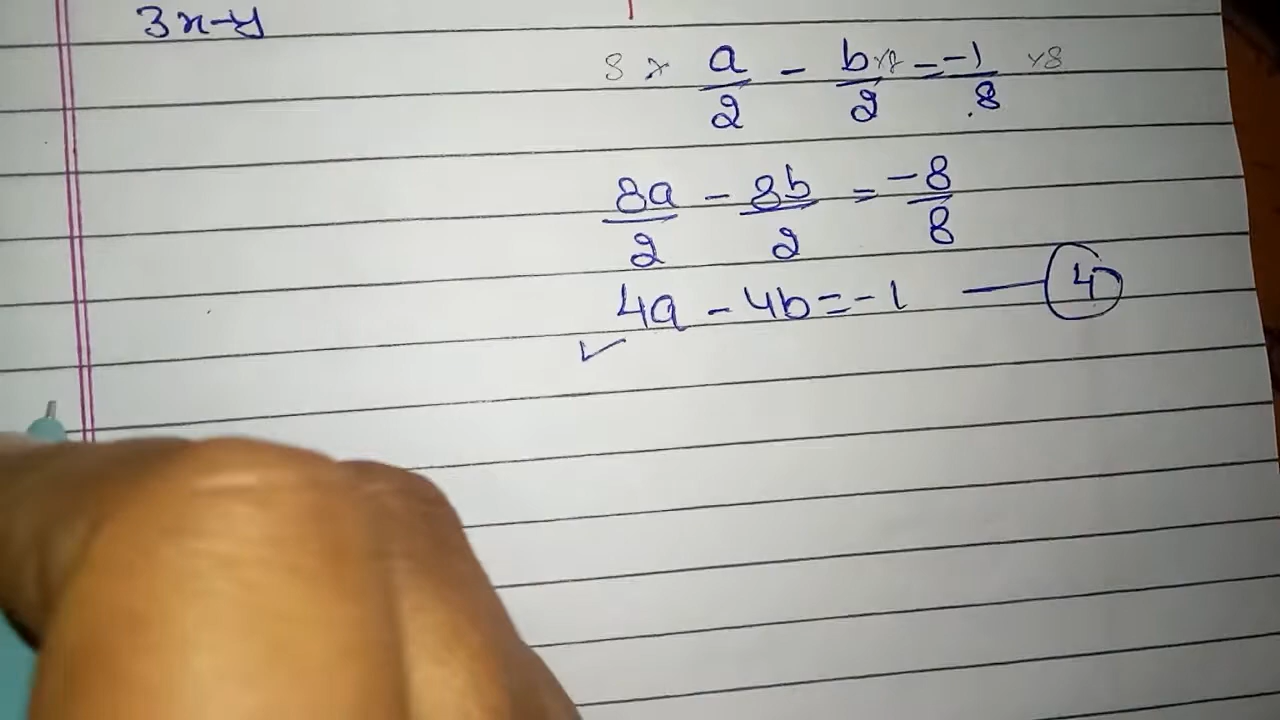 3x-y
8 × a/2 - b×8/2 = -1/8 ×8
8a/2 - 8b/2 = -8/8
4a - 4b = -1 — 4